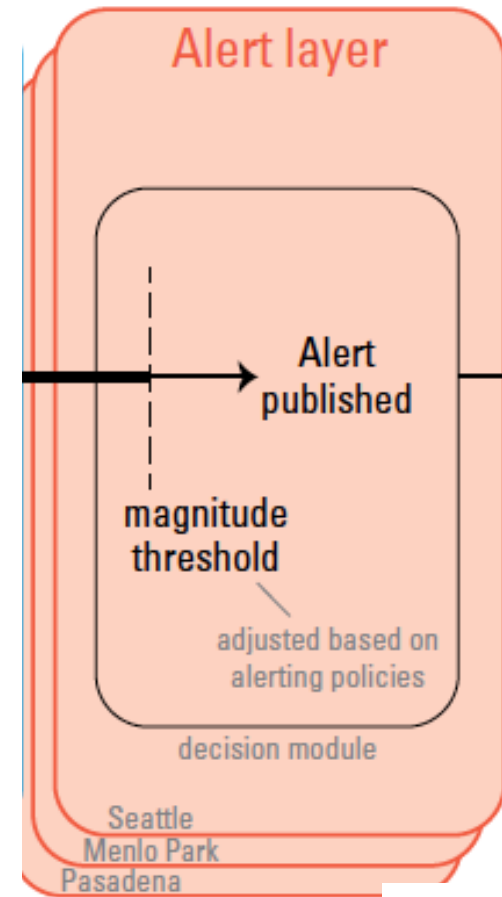 Alert layer
Alert
published
magnitude
threshold
adjusted based on
alerting policies
decision module
Seattle
Menlo Park
Pasadena